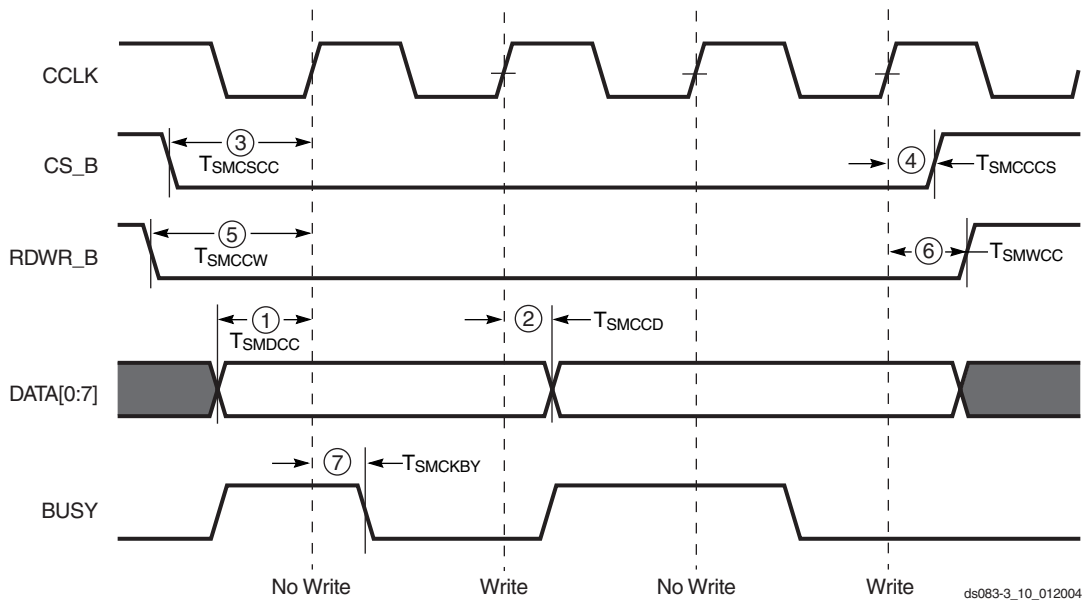 CCLK
CS_B
③
TSMCSCC
④
TSMCCCS
RDWR_B
⑤
TSMCCW
⑥
TSMWCC
DATA[0:7]
①
TSMDCC
②
TSMCCD
BUSY
⑦
TSMCKBY
No Write
Write
No Write
Write
ds083-3_10_012004